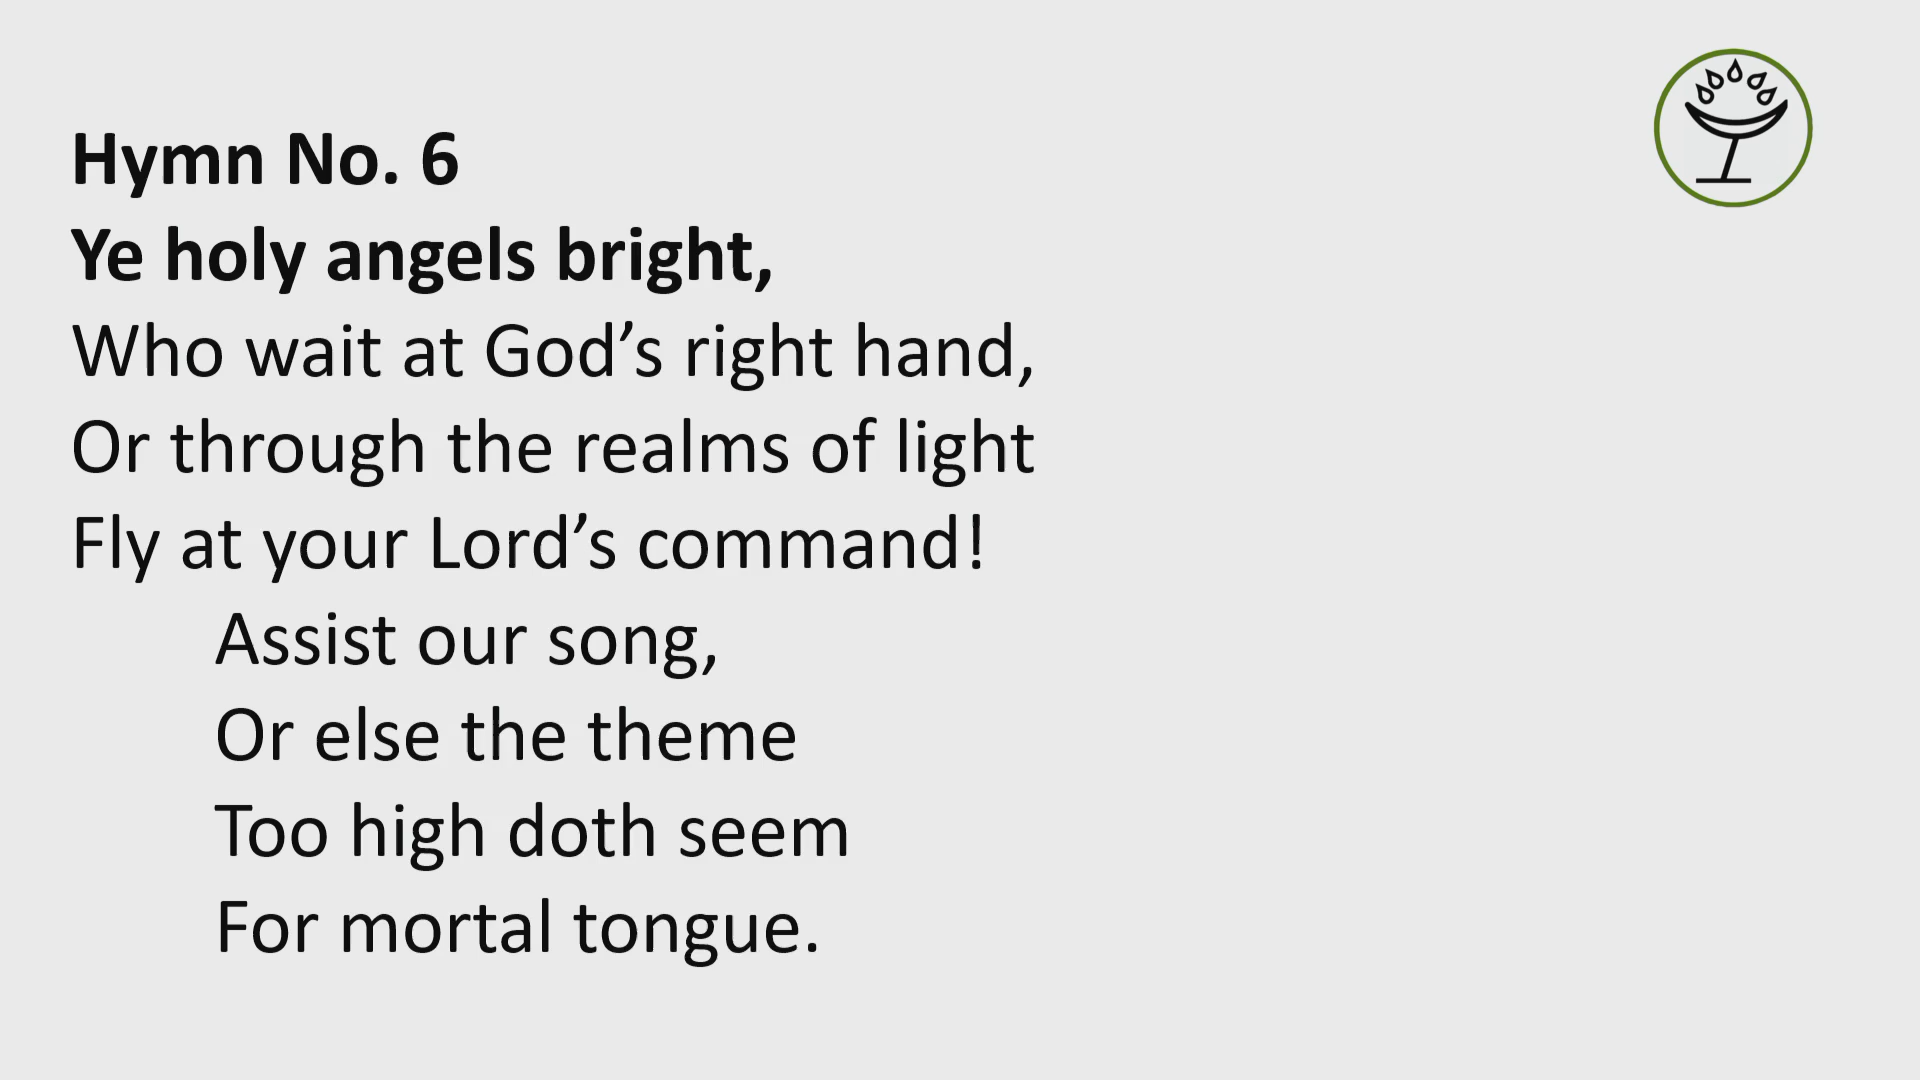 Hymn No. 6
Ye holy angels bright,
Who wait at God’s right hand,
Or through the realms of light
Fly at your Lord’s command!
Assist our song,
Or else the theme
Too high doth seem
For mortal tongue.